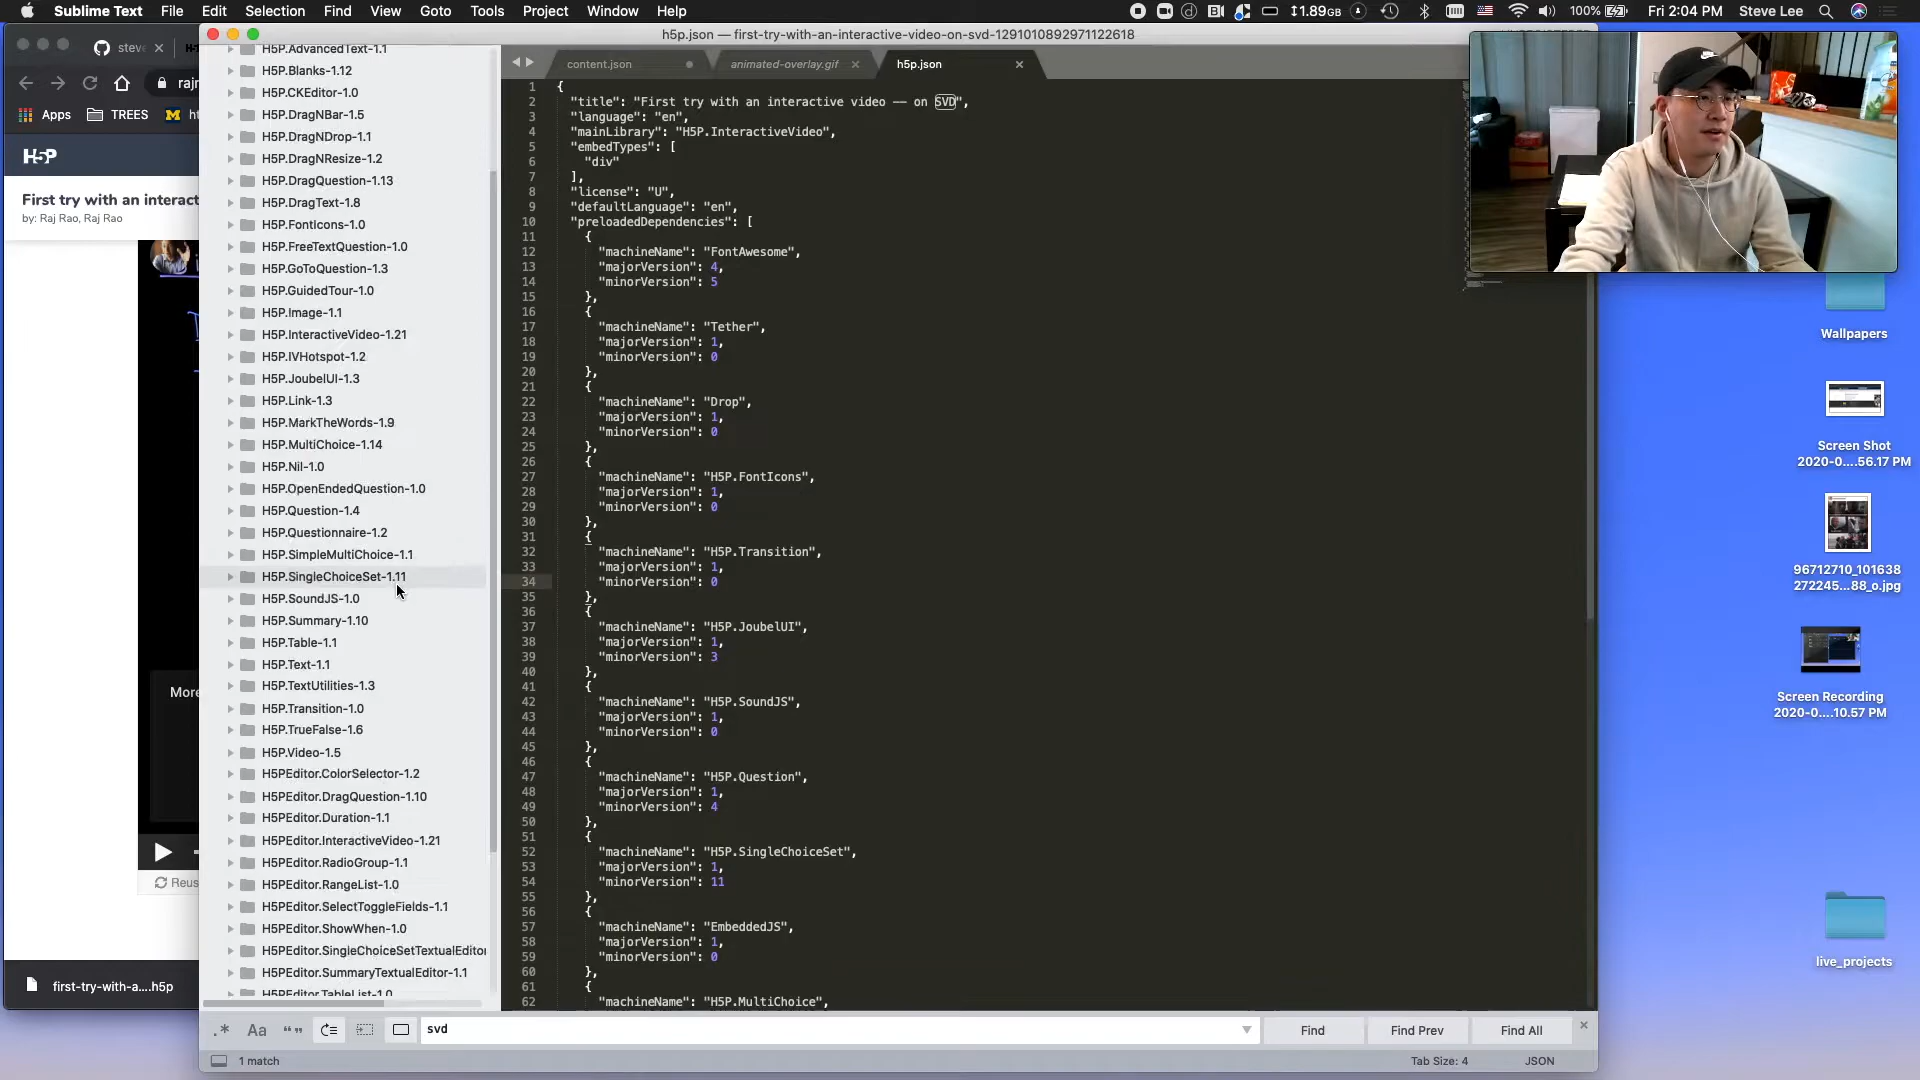 Sublime Text File Edit Selection Find View Goto Tools Project Window Help
1.89GB 100% Fri 2:04 PM Steve Lee
h5p.json — first-try-with-an-interactive-video-on-svd-1291010892971122618
stev
rajr
Apps TREES
H5P
First try with an interact
by: Raj Rao, Raj Rao
More
Reus
first-try-with-a....h5p
H5P.AdvancedText-1.1
H5P.Blanks-1.12
H5P.CKEditor-1.0
H5P.DragNBar-1.5
H5P.DragNDrop-1.1
H5P.DragNResize-1.2
H5P.DragQuestion-1.13
H5P.DragText-1.8
H5P.FontIcons-1.0
H5P.FreeTextQuestion-1.0
H5P.GoToQuestion-1.3
H5P.GuidedTour-1.0
H5P.Image-1.1
H5P.InteractiveVideo-1.21
H5P.IVHotspot-1.2
H5P.JoubelUI-1.3
H5P.Link-1.3
H5P.MarkTheWords-1.9
H5P.MultiChoice-1.14
H5P.Nil-1.0
H5P.OpenEndedQuestion-1.0
H5P.Question-1.4
H5P.Questionnaire-1.2
H5P.SimpleMultiChoice-1.1
H5P.SingleChoiceSet-1.11
H5P.SoundJS-1.0
H5P.Summary-1.10
H5P.Table-1.1
H5P.Text-1.1
H5P.TextUtilities-1.3
H5P.Transition-1.0
H5P.TrueFalse-1.6
H5P.Video-1.5
H5PEditor.ColorSelector-1.2
H5PEditor.DragQuestion-1.10
H5PEditor.Duration-1.1
H5PEditor.InteractiveVideo-1.21
H5PEditor.RadioGroup-1.1
H5PEditor.RangeList-1.0
H5PEditor.SelectToggleFields-1.1
H5PEditor.ShowWhen-1.0
H5PEditor.SingleChoiceSetTextualEditor
H5PEditor.SummaryTextualEditor-1.1
H5PEditor.TableList-1.0
content.json animated-overlay.gif h5p.json
1 {
2 "title": "First try with an interactive video –– on SVD",
3 "language": "en",
4 "mainLibrary": "H5P.InteractiveVideo",
5 "embedTypes": [
6 "div"
7 ],
8 "license": "U",
9 "defaultLanguage": "en",
10 "preloadedDependencies": [
11 {
12 "machineName": "FontAwesome",
13 "majorVersion": 4,
14 "minorVersion": 5
15 },
16 {
17 "machineName": "Tether",
18 "majorVersion": 1,
19 "minorVersion": 0
20 },
21 {
22 "machineName": "Drop",
23 "majorVersion": 1,
24 "minorVersion": 0
25 },
26 {
27 "machineName": "H5P.FontIcons",
28 "majorVersion": 1,
29 "minorVersion": 0
30 },
31 {
32 "machineName": "H5P.Transition",
33 "majorVersion": 1,
34 "minorVersion": 0
35 },
36 {
37 "machineName": "H5P.JoubelUI",
38 "majorVersion": 1,
39 "minorVersion": 3
40 },
41 {
42 "machineName": "H5P.SoundJS",
43 "majorVersion": 1,
44 "minorVersion": 0
45 },
46 {
47 "machineName": "H5P.Question",
48 "majorVersion": 1,
49 "minorVersion": 4
50 },
51 {
52 "machineName": "H5P.SingleChoiceSet",
53 "majorVersion": 1,
54 "minorVersion": 11
55 },
56 {
57 "machineName": "EmbeddedJS",
58 "majorVersion": 1,
59 "minorVersion": 0
60 },
61 {
62 "machineName": "H5P.MultiChoice",
.* Aa “” svd Find Find Prev Find All
1 match Tab Size: 4 JSON
Wallpapers
Screen Shot
2020-0....56.17 PM
96712710_101638
272245...88_o.jpg
Screen Recording
2020-0....10.57 PM
live_projects